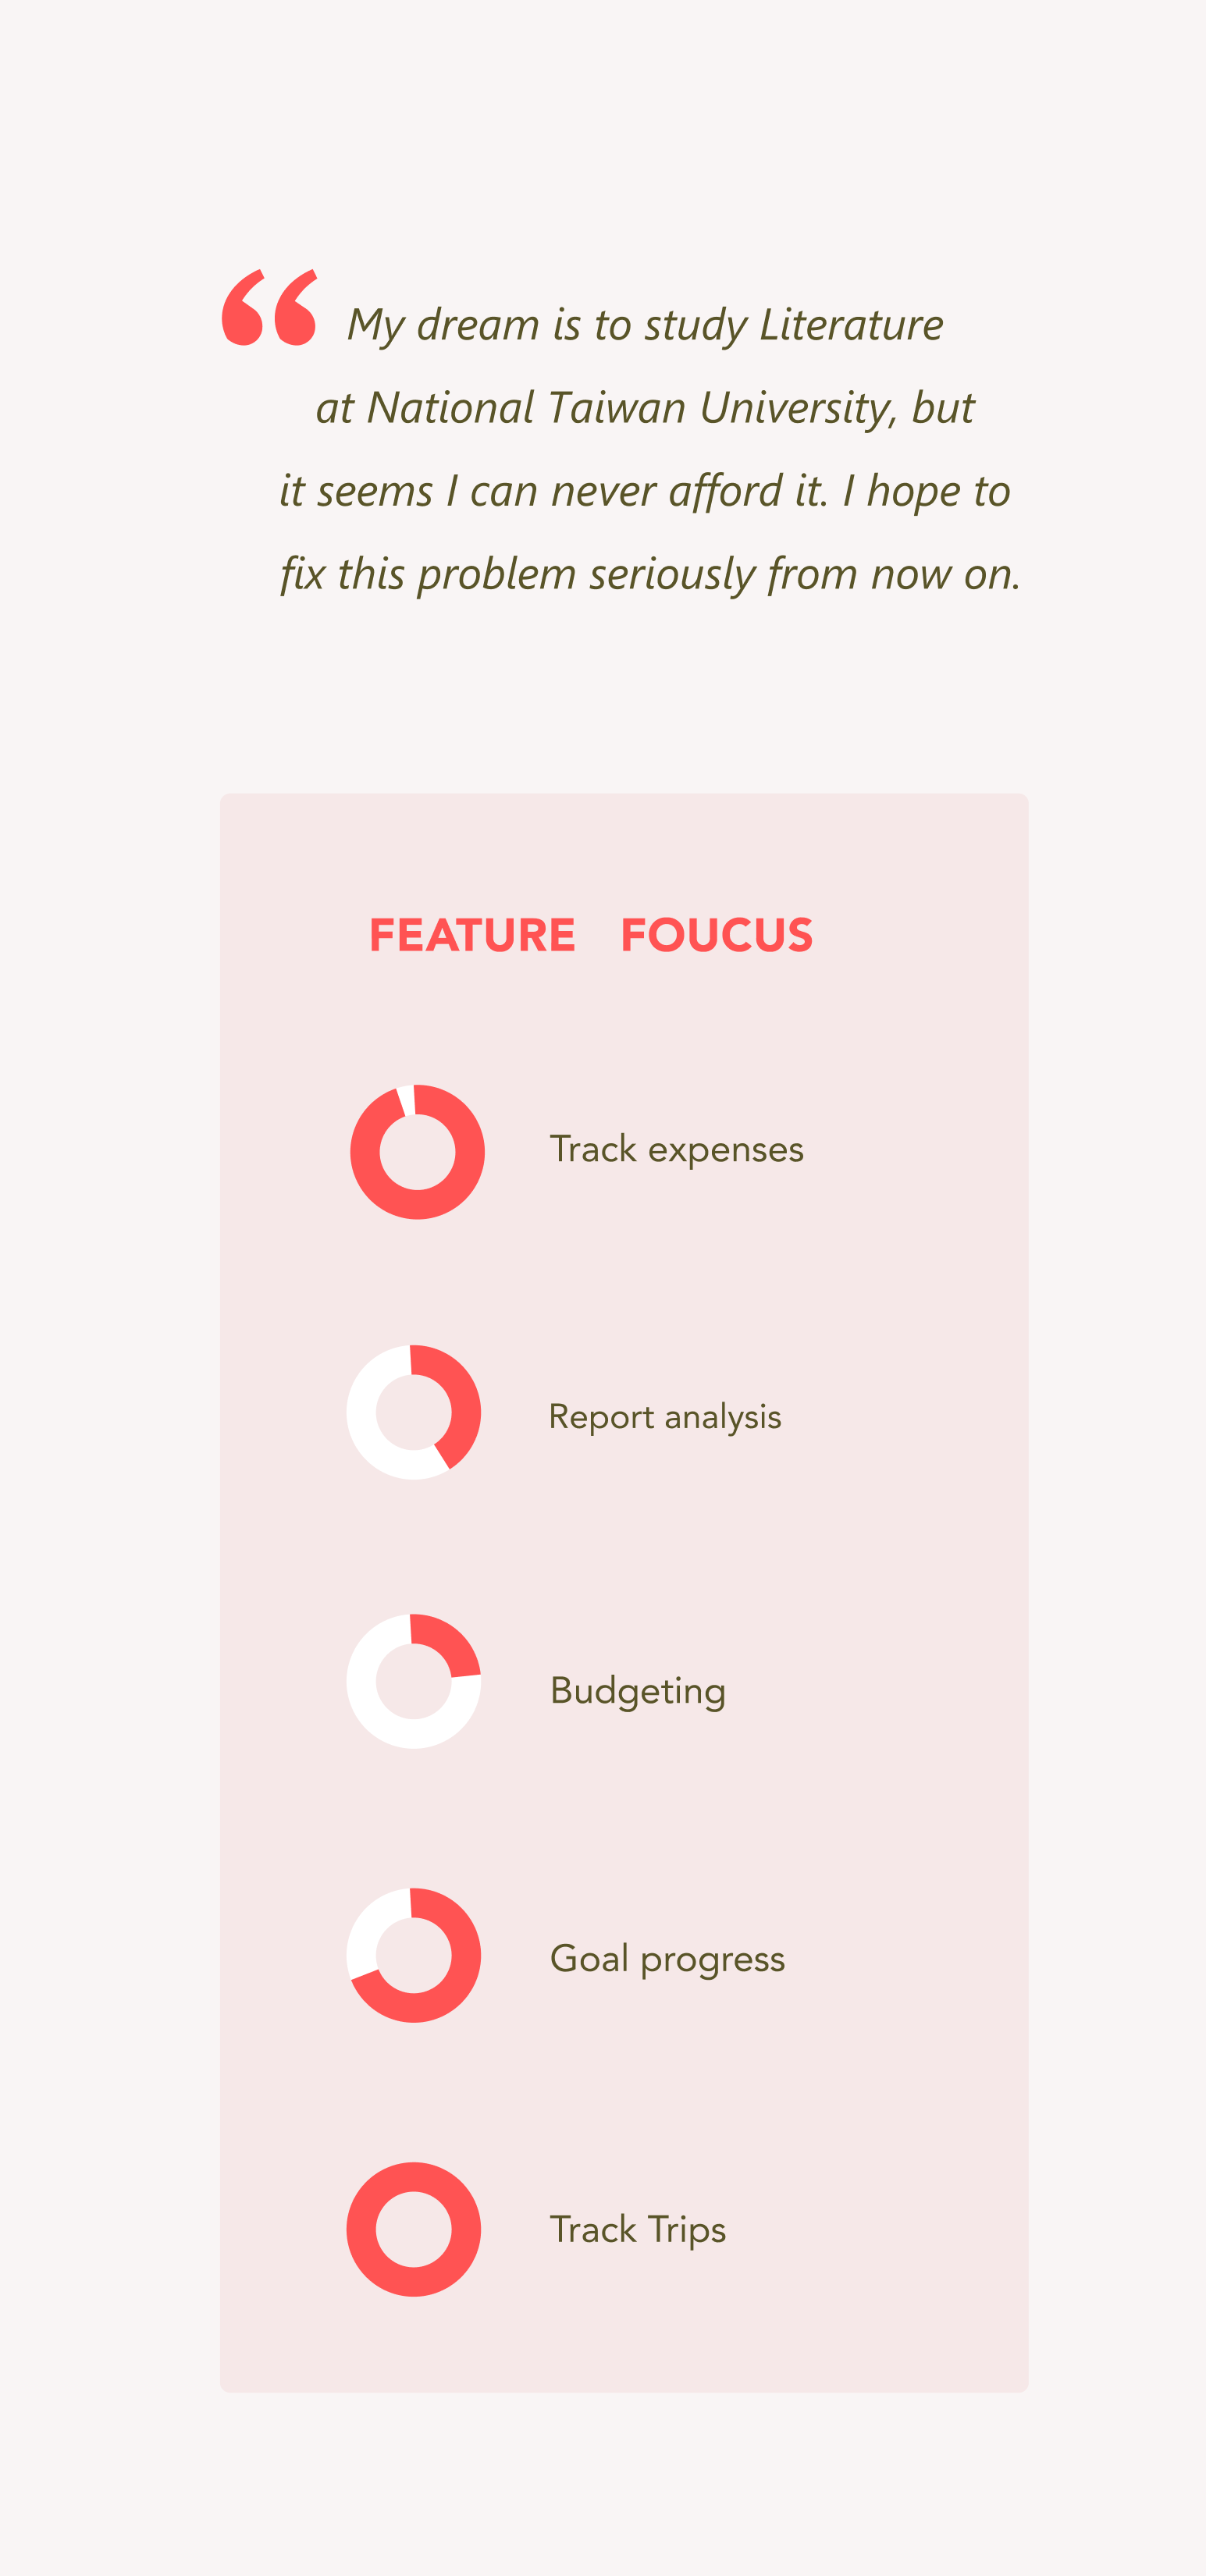 “ My dream is to study Literature
at National Taiwan University, but
it seems I can never afford it. I hope to
fix this problem seriously from now on.
FEATURE FOUCUS
Track expenses
Report analysis
Budgeting
Goal progress
Track Trips